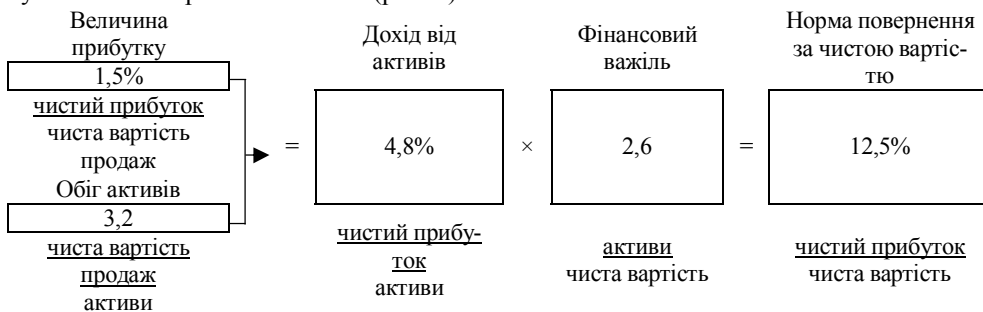 Величина
прибутку
1,5%
чистий прибуток
чиста вартість
продаж
Обіг активів
3,2
чиста вартість
продаж
активи
=
Дохід від
активів
4,8%
чистий прибу-
ток
активи
×
Фінансовий
важіль
2,6
активи
чиста вартість
=
Норма повернення
за чистою вартіс-
тю
12,5%
чистий прибуток
чиста вартість